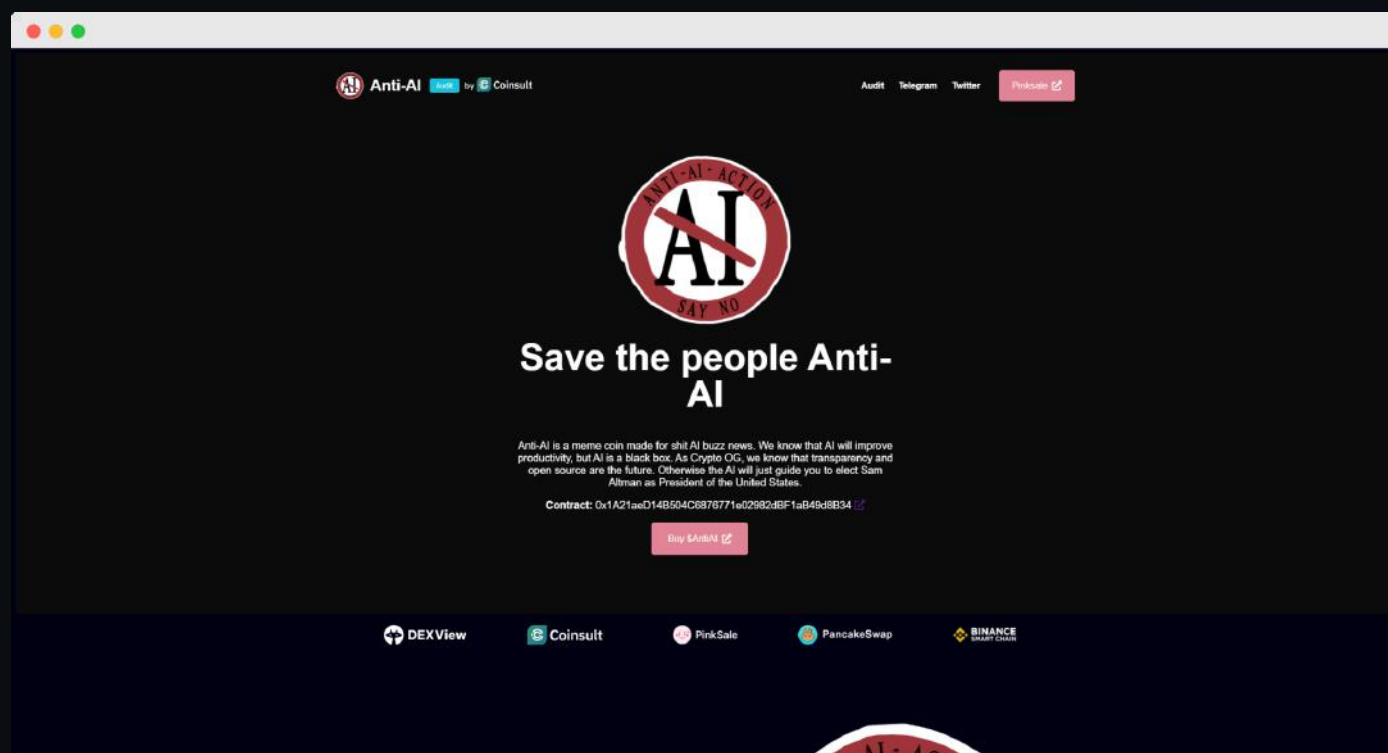 Anti-AI Audit by Coinsult
Audit Telegram Twitter Pinksale
ANTI-AI-ACTION
AI
SAY NO
Save the people Anti-
AI
Anti-AI is a meme coin made for shit AI buzz news. We know that AI will improve
productivity, but AI is a black box. As Crypto OG, we know that transparency and
open source are the future. Otherwise the AI will just guide you to elect Sam
Altman as President of the United States.
Contract: 0x1A21aeD14B504C6876771e02982dBF1aB49d8B34
Buy $AntiAI
DEXView Coinsult PinkSale PancakeSwap BINANCE
SMART CHAIN